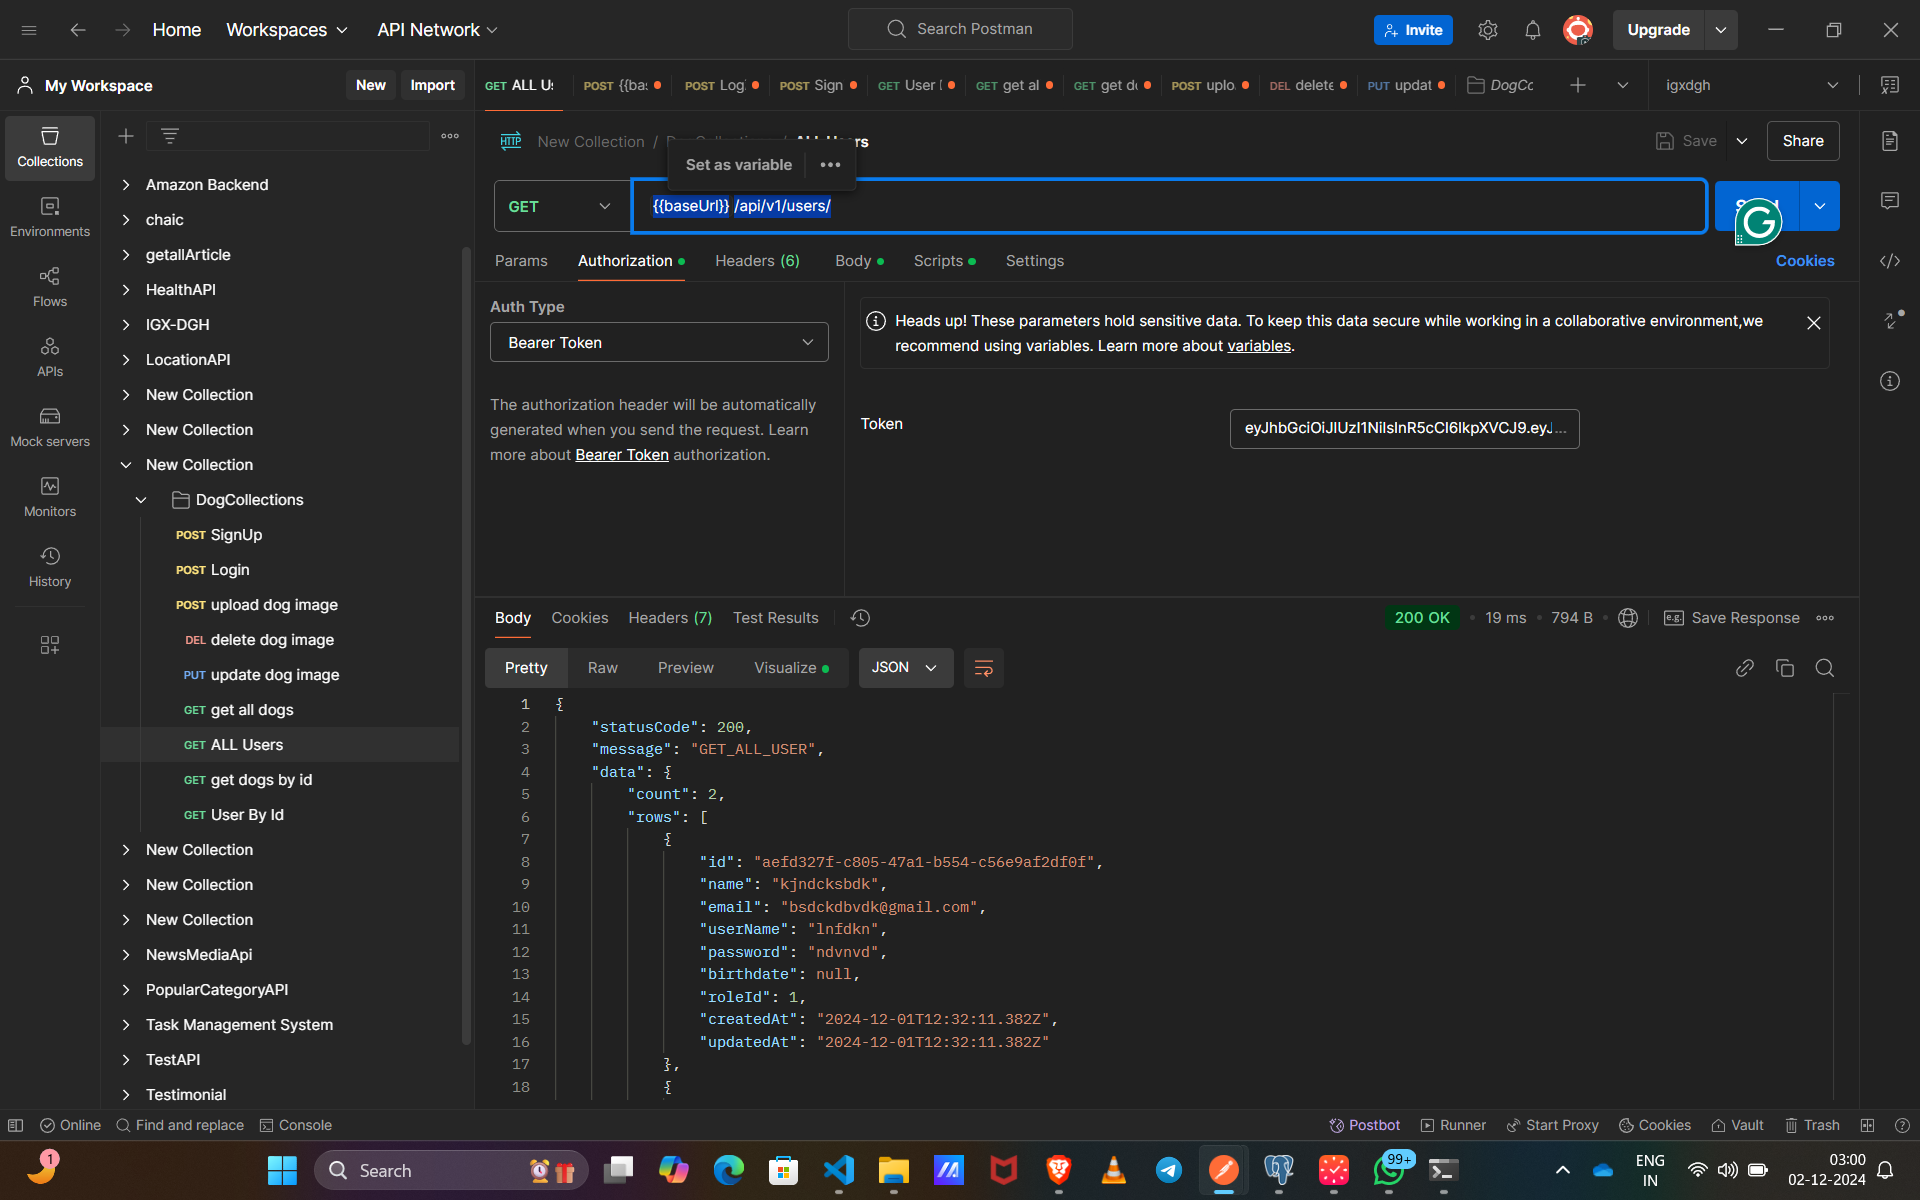 Home
Workspaces
API Network
Search Postman
Invite
Upgrade
My Workspace
New
Import
GET ALL Us
POST {{bas
POST Log
POST Sign
GET User
GET get al
GET get d
POST uplo
DEL delete
PUT updat
DogCo
igxdgh
Collections
Environments
Flows
APIs
Mock servers
Monitors
History
Amazon Backend
chaic
getallArticle
HealthAPI
IGX-DGH
LocationAPI
New Collection
New Collection
New Collection
DogCollections
POST SignUp
POST Login
POST upload dog image
DEL delete dog image
PUT update dog image
GET get all dogs
GET ALL Users
GET get dogs by id
GET User By Id
New Collection
New Collection
New Collection
NewsMediaApi
PopularCategoryAPI
Task Management System
TestAPI
Testimonial
HTTP New Collection /
Save
Share
Set as variable
GET
{{baseUrl}} /api/v1/users/
Params
Authorization
Headers (6)
Body
Scripts
Settings
Cookies
Auth Type
Bearer Token
The authorization header will be automatically
generated when you send the request. Learn
more about Bearer Token authorization.
Heads up! These parameters hold sensitive data. To keep this data secure while working in a collaborative environment,we
recommend using variables. Learn more about variables.
Token
eyJhbGciOiJIUzI1NiIsInR5cCI6IkpXVCJ9.eyJ...
Body
Cookies
Headers (7)
Test Results
200 OK
19 ms
794 B
e.g. Save Response
Pretty
Raw
Preview
Visualize
JSON
1 {
2 "statusCode": 200,
3 "message": "GET_ALL_USER",
4 "data": {
5 "count": 2,
6 "rows": [
7 {
8 "id": "aefd327f-c805-47a1-b554-c56e9af2df0f",
9 "name": "kjndcksbdk",
10 "email": "bsdckdbvdk@gmail.com",
11 "userName": "lnfdkn",
12 "password": "ndvnvd",
13 "birthdate": null,
14 "roleId": 1,
15 "createdAt": "2024-12-01T12:32:11.382Z",
16 "updatedAt": "2024-12-01T12:32:11.382Z"
17 },
18 {
Online
Find and replace
Console
Postbot
Runner
Start Proxy
Cookies
Vault
Trash
1
Search
99+
ENG
IN
03:00
02-12-2024